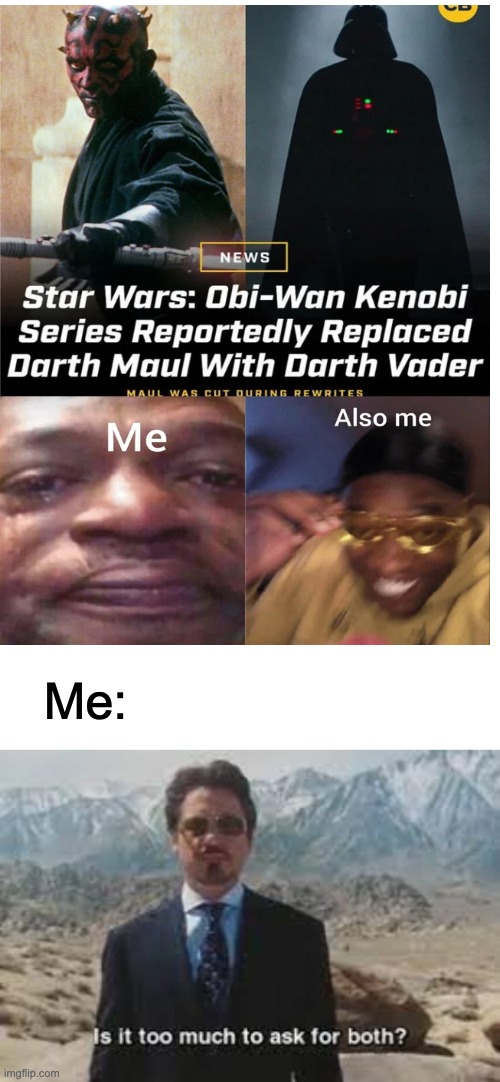 CB
NEWS
Star Wars: Obi-Wan Kenobi
Series Reportedly Replaced
Darth Maul With Darth Vader
MAUL WAS CUT DURING REWRITES
Me
Also me
Me:
Is it too much to ask for both?
imgflip.com